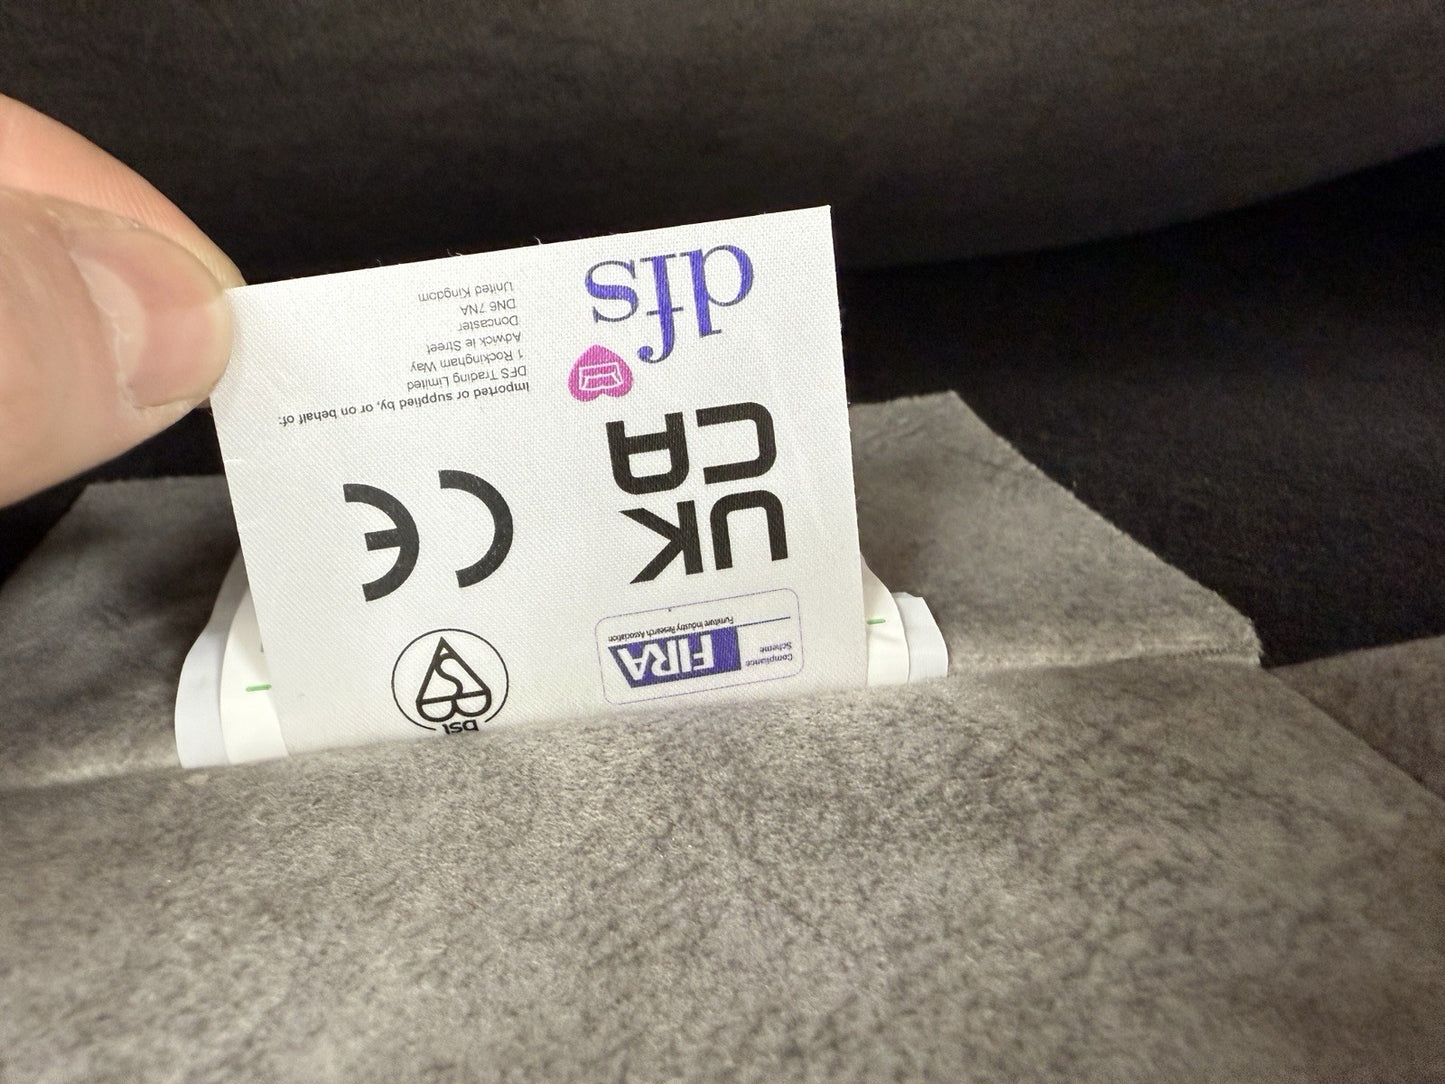 bsi
Compliance
Scheme
FIRA
Furniture Industry Research Association
CE
UK
CA
Imported or supplied by, or on behalf of:
DFS Trading Limited
1 Rockingham Way
Adwick le Street
Doncaster
DN6 7NA
United Kingdom
dfs